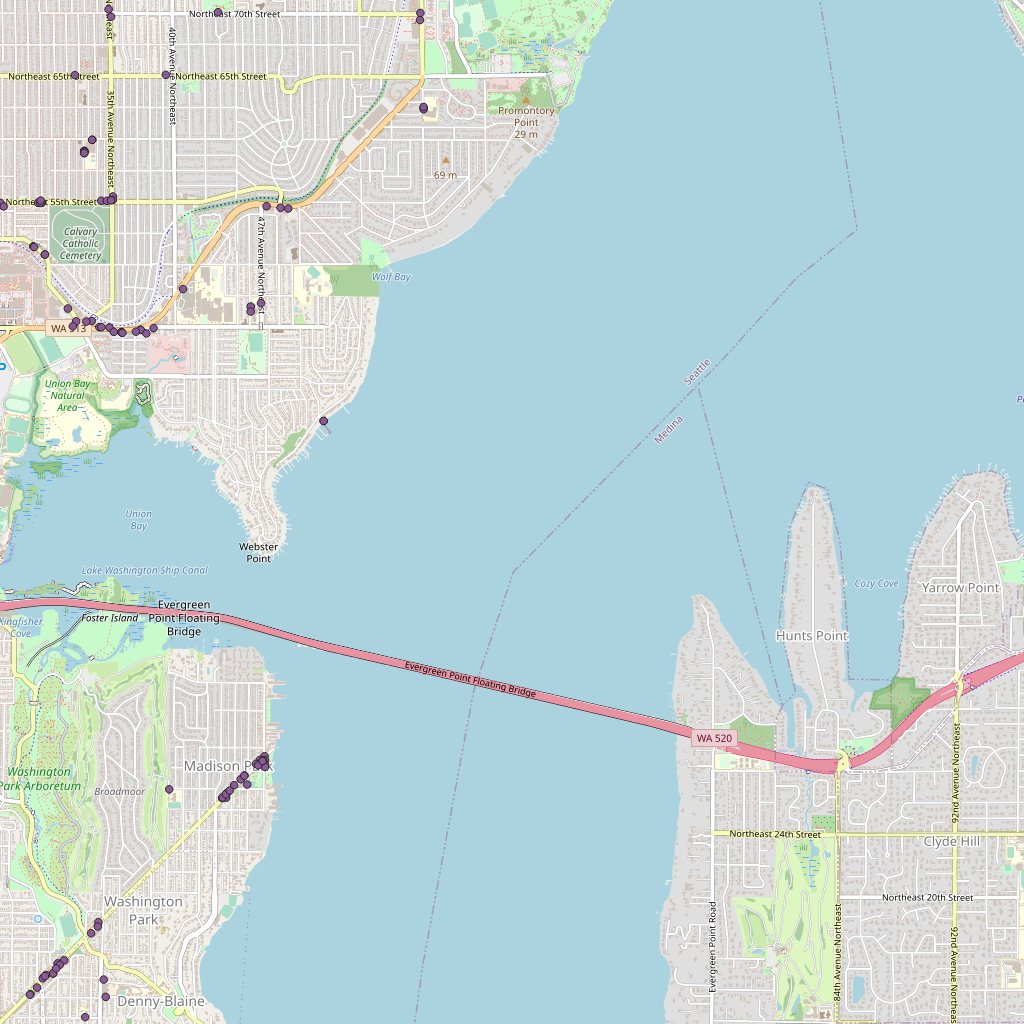 Northeast 70th Street
40th Avenue Northeast
Northeast 65th Street
Northeast 65th Street
35th Avenue Northeast
Promontory
Point
29 m
69 m
Northeast 55th Street
Calvary
Catholic
Cemetery
47th Avenue Northeast
Wolf Bay
WA 513
Seattle
Medina
Union Bay
Natural
Area
Union
Bay
Webster
Point
Lake Washington Ship Canal
Cozy Cove
Yarrow Point
Evergreen
Point Floating
Bridge
Foster Island
Kingfisher
Cove
Hunts Point
Evergreen Point Floating Bridge
WA 520
Madison Park
Washington
Park Arboretum
Broadmoor
92nd Avenue Northeast
Northeast 24th Street
Clyde Hill
Northeast 20th Street
Washington
Park
Evergreen Point Road
84th Avenue Northeast
92nd Avenue Northeast
Denny-Blaine